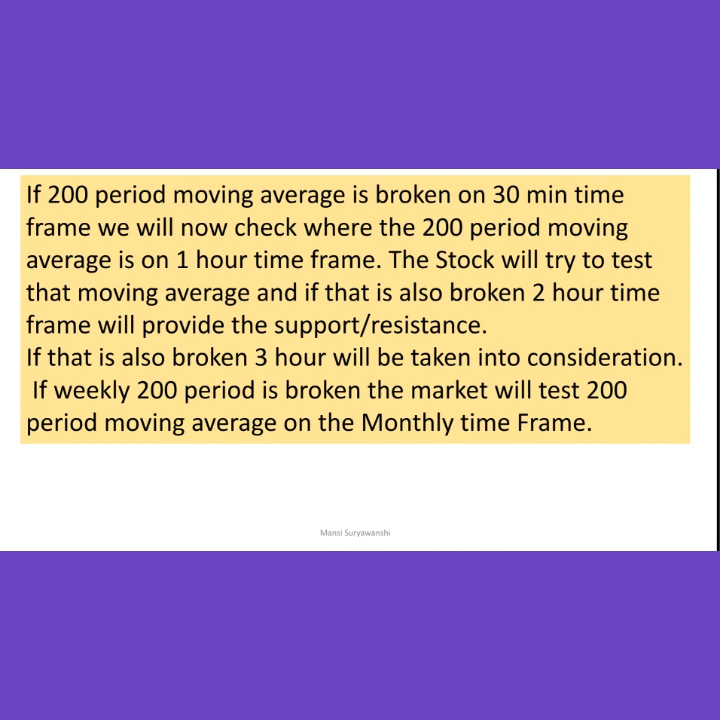 If 200 period moving average is broken on 30 min time
frame we will now check where the 200 period moving
average is on 1 hour time frame. The Stock will try to test
that moving average and if that is also broken 2 hour time
frame will provide the support/resistance.
If that is also broken 3 hour will be taken into consideration.
If weekly 200 period is broken the market will test 200
period moving average on the Monthly time Frame.
Mansi Suryawanshi